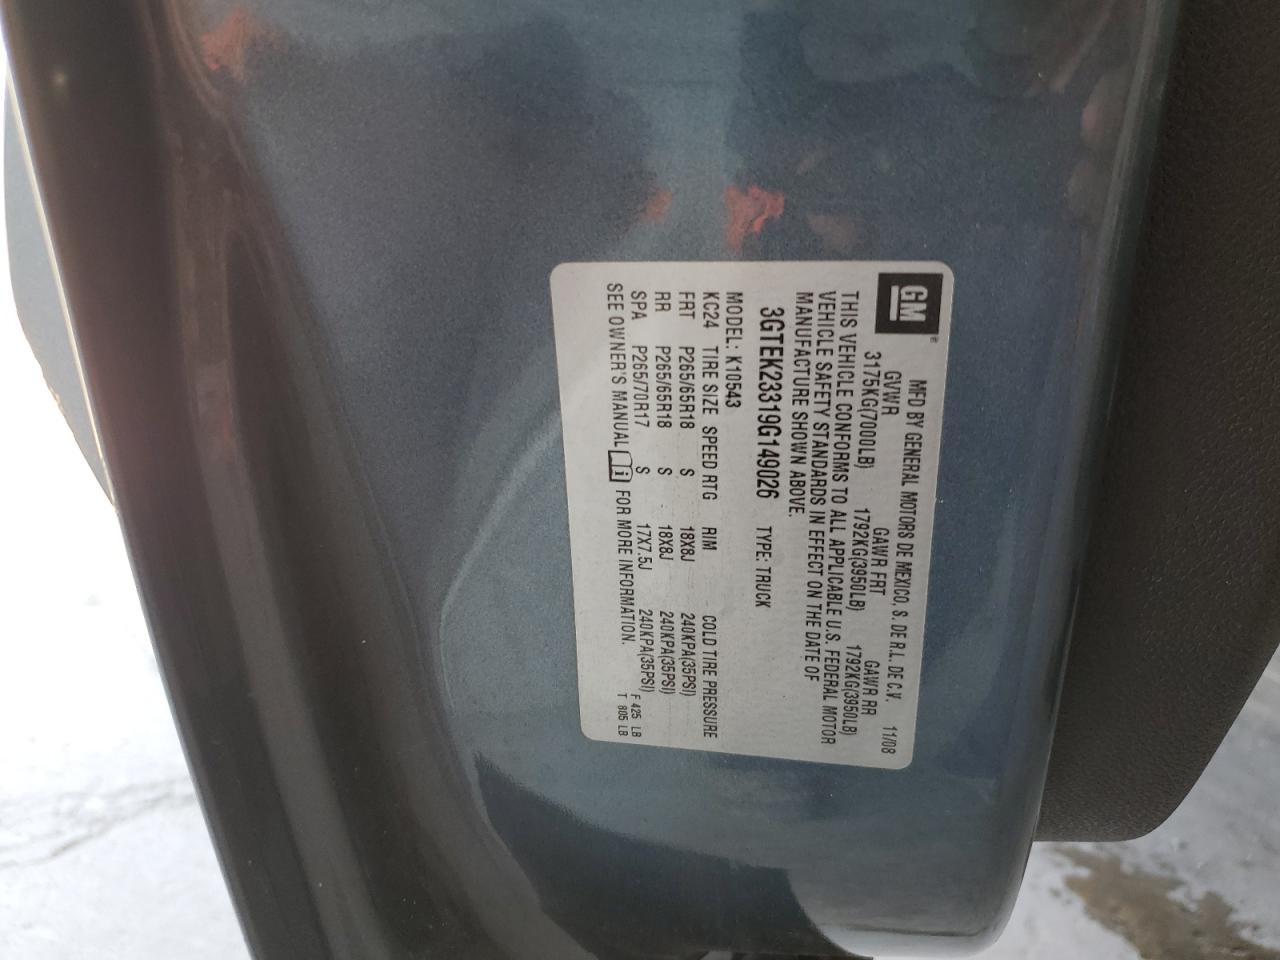 GM®
MFD BY GENERAL MOTORS DE MEXICO, S. DE R.L. DE C.V. 11/08
GVWR GAWR FRT GAWR RR
3175KG(7000LB) 1792KG(3950LB) 1792KG(3950LB)
THIS VEHICLE CONFORMS TO ALL APPLICABLE U.S. FEDERAL MOTOR
VEHICLE SAFETY STANDARDS IN EFFECT ON THE DATE OF
MANUFACTURE SHOWN ABOVE.
3GTEK23319G149026 TYPE: TRUCK
MODEL: K10543
KC24 TIRE SIZE SPEED RTG RIM COLD TIRE PRESSURE
FRT P265/65R18 S 18X8J 240KPA(35PSI)
RR P265/65R18 S 18X8J 240KPA(35PSI)
SPA P265/70R17 S 17X7.5J 240KPA(35PSI)
SEE OWNER'S MANUAL i FOR MORE INFORMATION.
F 425 LB
T 805 LB